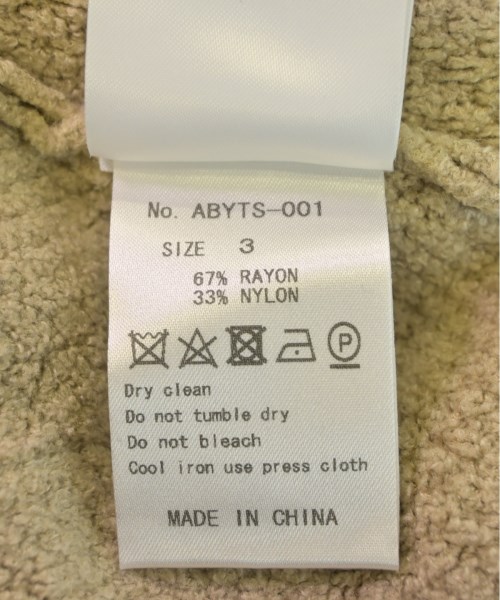 No. ABYTS-001
SIZE 3
67% RAYON
33% NYLON
P
Dry clean
Do not tumble dry
Do not bleach
Cool iron use press cloth
MADE IN CHINA